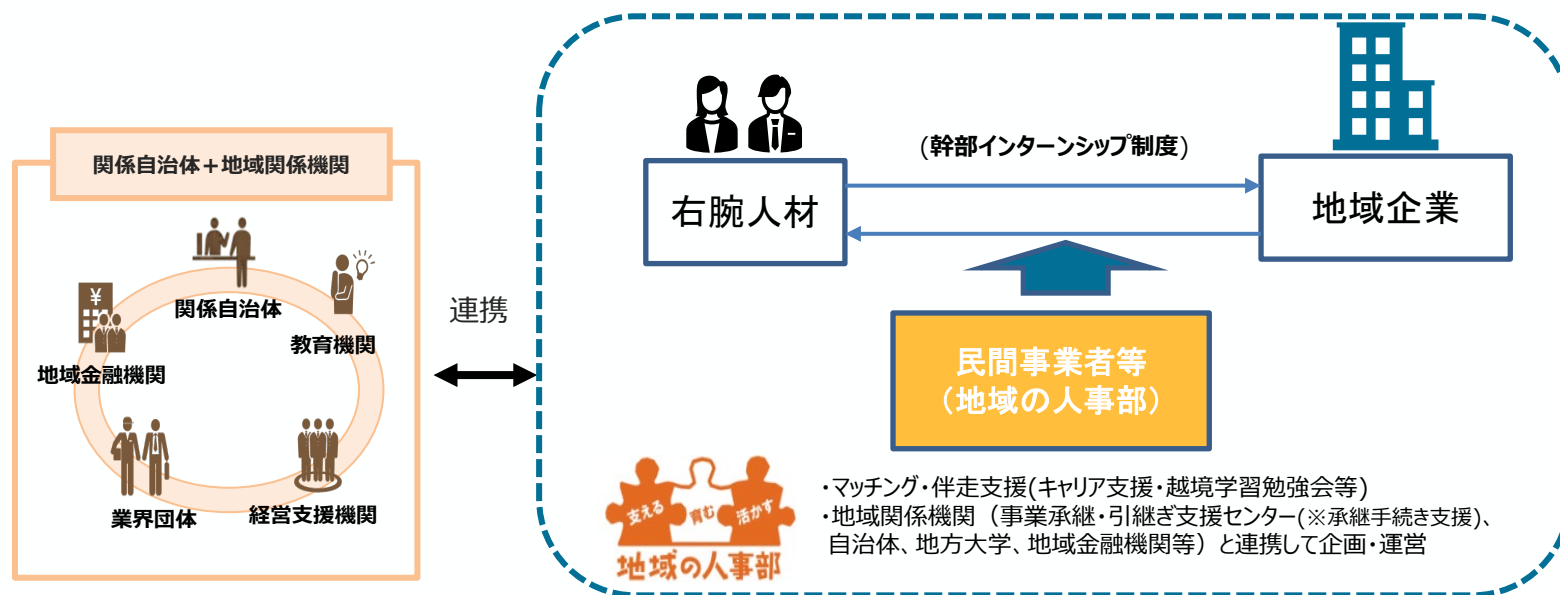 関係自治体+地域関係機関
関係自治体
教育機関
¥
地域金融機関
業界団体
経営支援機関
連携
(幹部インターンシップ制度)
右腕人材
地域企業
民間事業者等
(地域の人事部)
支える
育む
活かす
地域の人事部
・マッチング・伴走支援(キャリア支援・越境学習勉強会等)
・地域関係機関(事業承継・引継ぎ支援センター(※承継手続き支援)、
自治体、地方大学、地域金融機関等)と連携して企画・運営